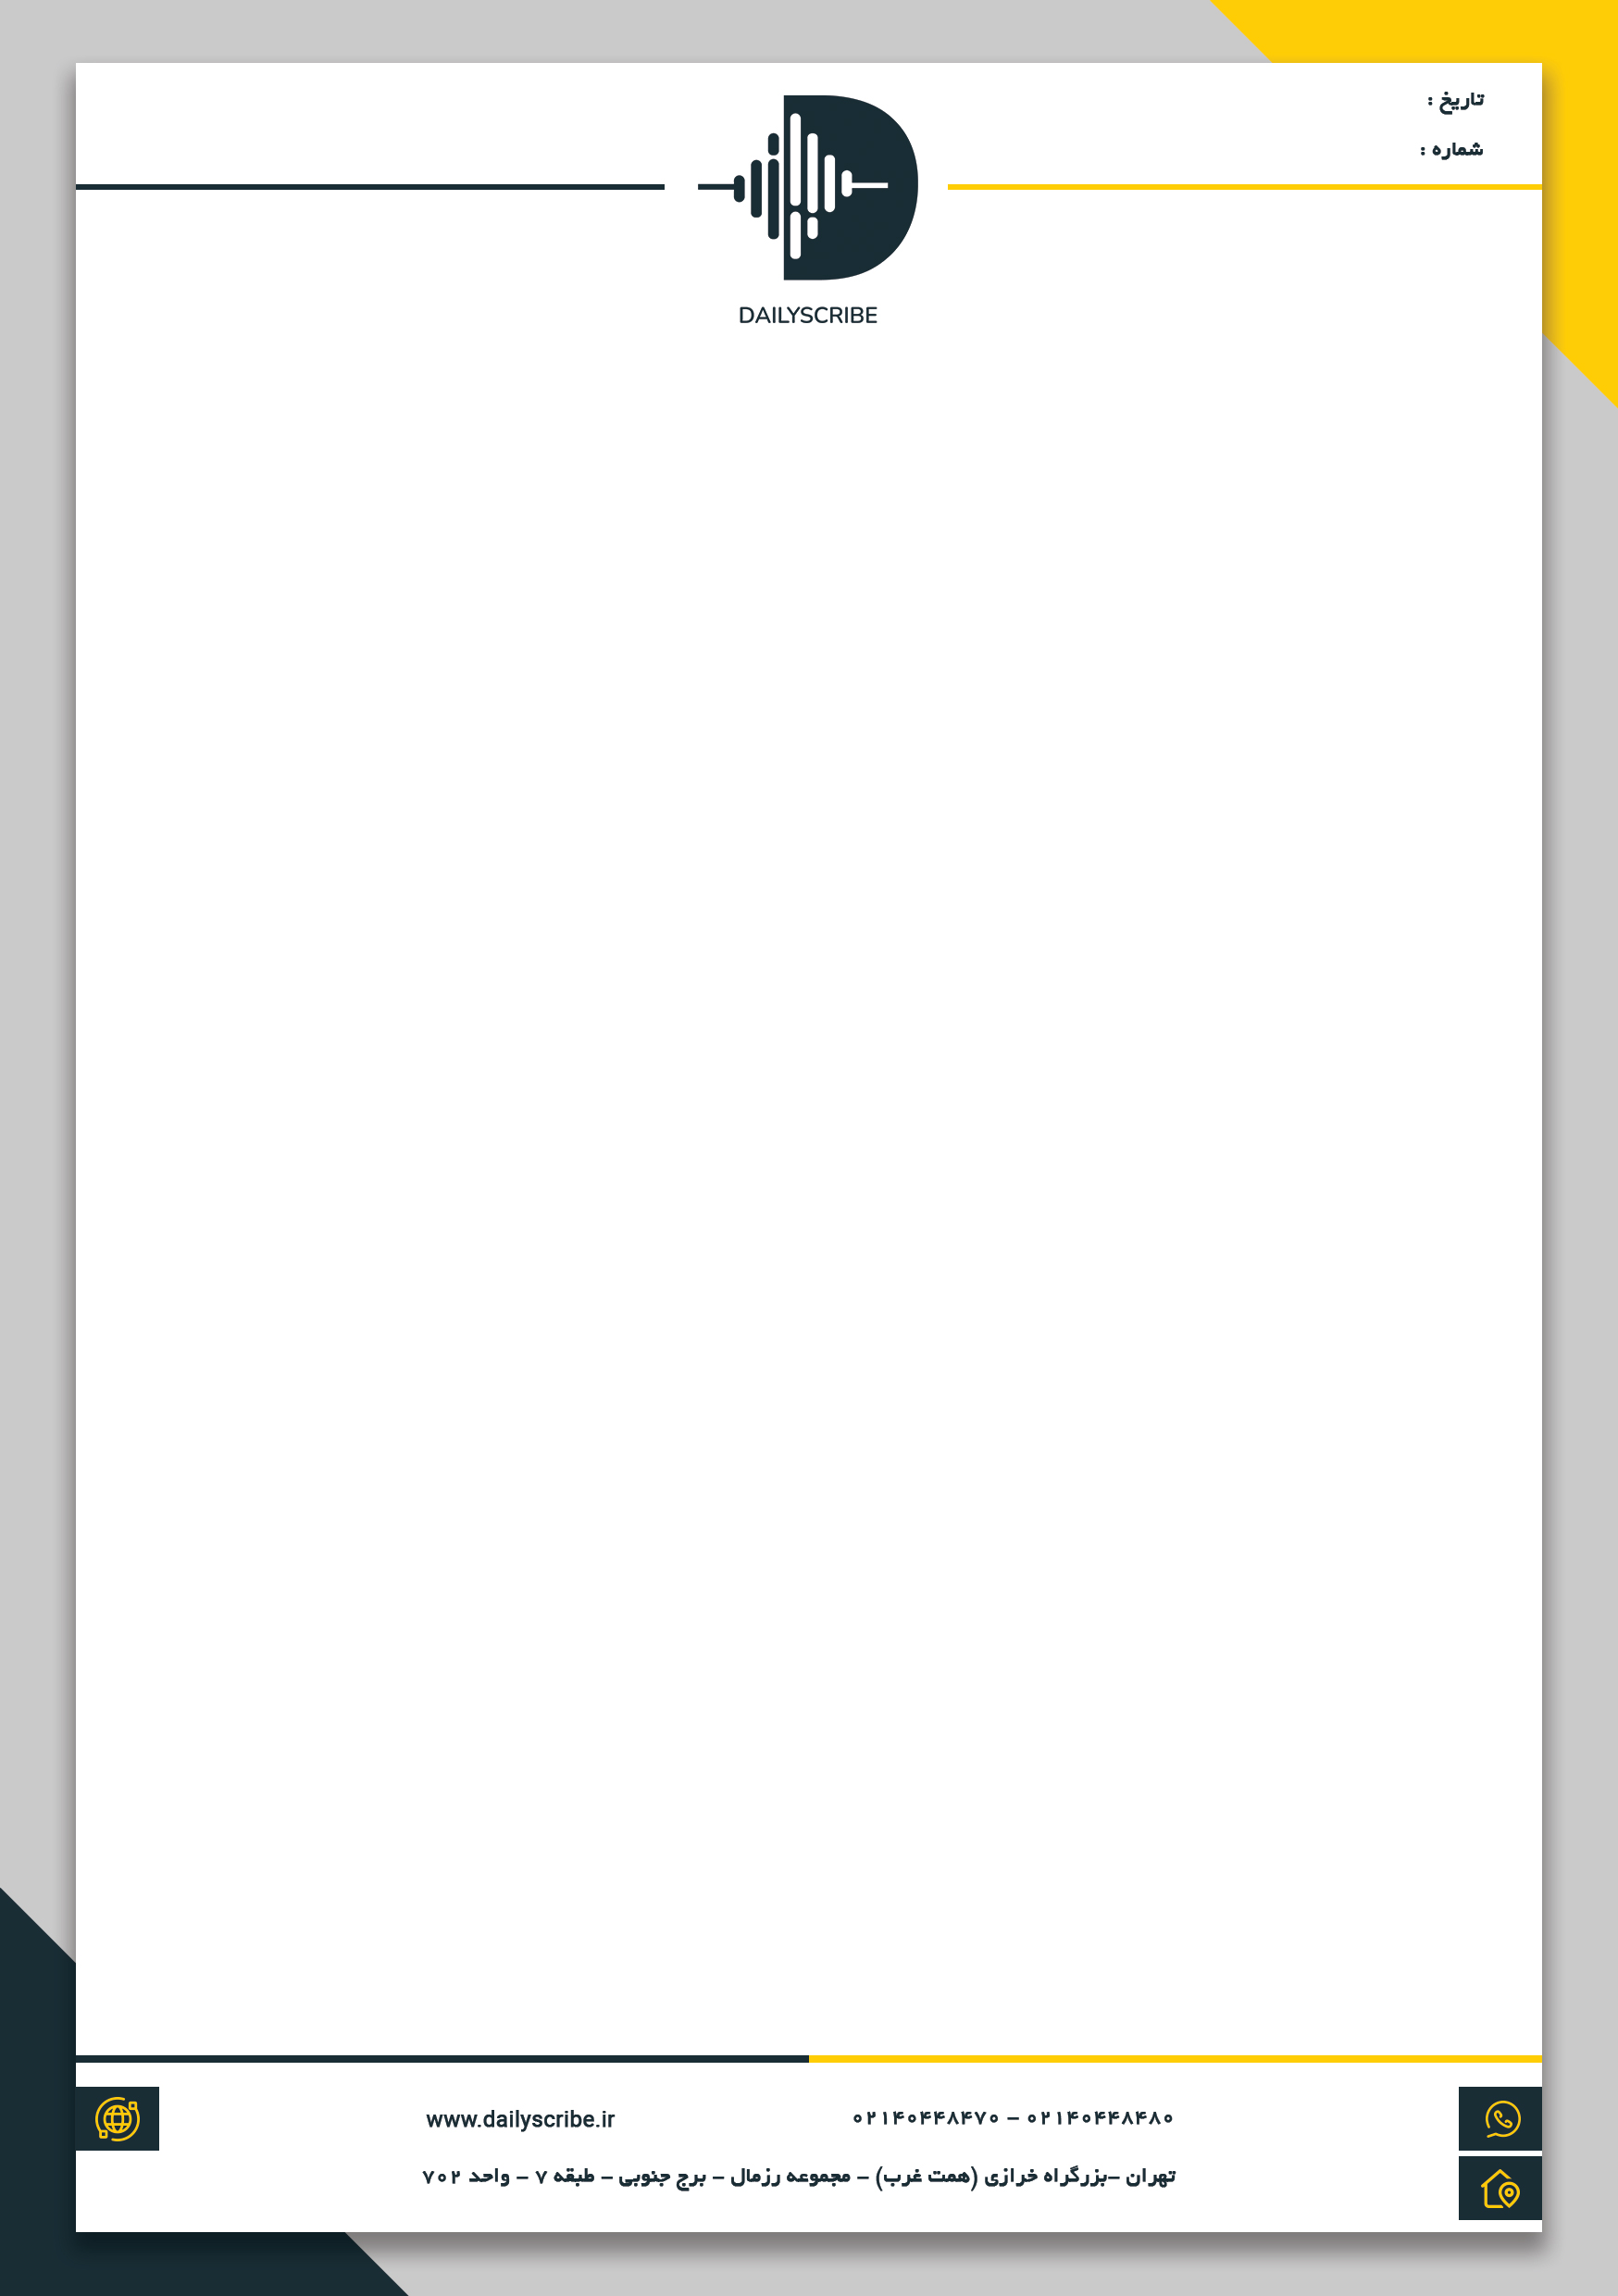 تاریخ :
شماره :
DAILYSCRIBE
۰۲۱۴۰۴۴۸۴۷۰ – ۰۲۱۴۰۴۴۸۴۸۰
www.dailyscribe.ir
تهران –بزرگراه خرازی (همت غرب) – مجموعه رزمال – برج جنوبی – طبقه ۷ – واحد ۷۰۲